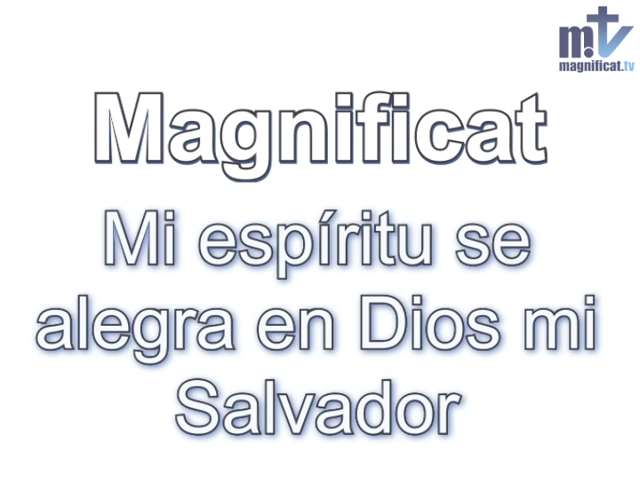 magnificat.tv
Magnificat
Mi espíritu se
alegra en Dios mi
Salvador